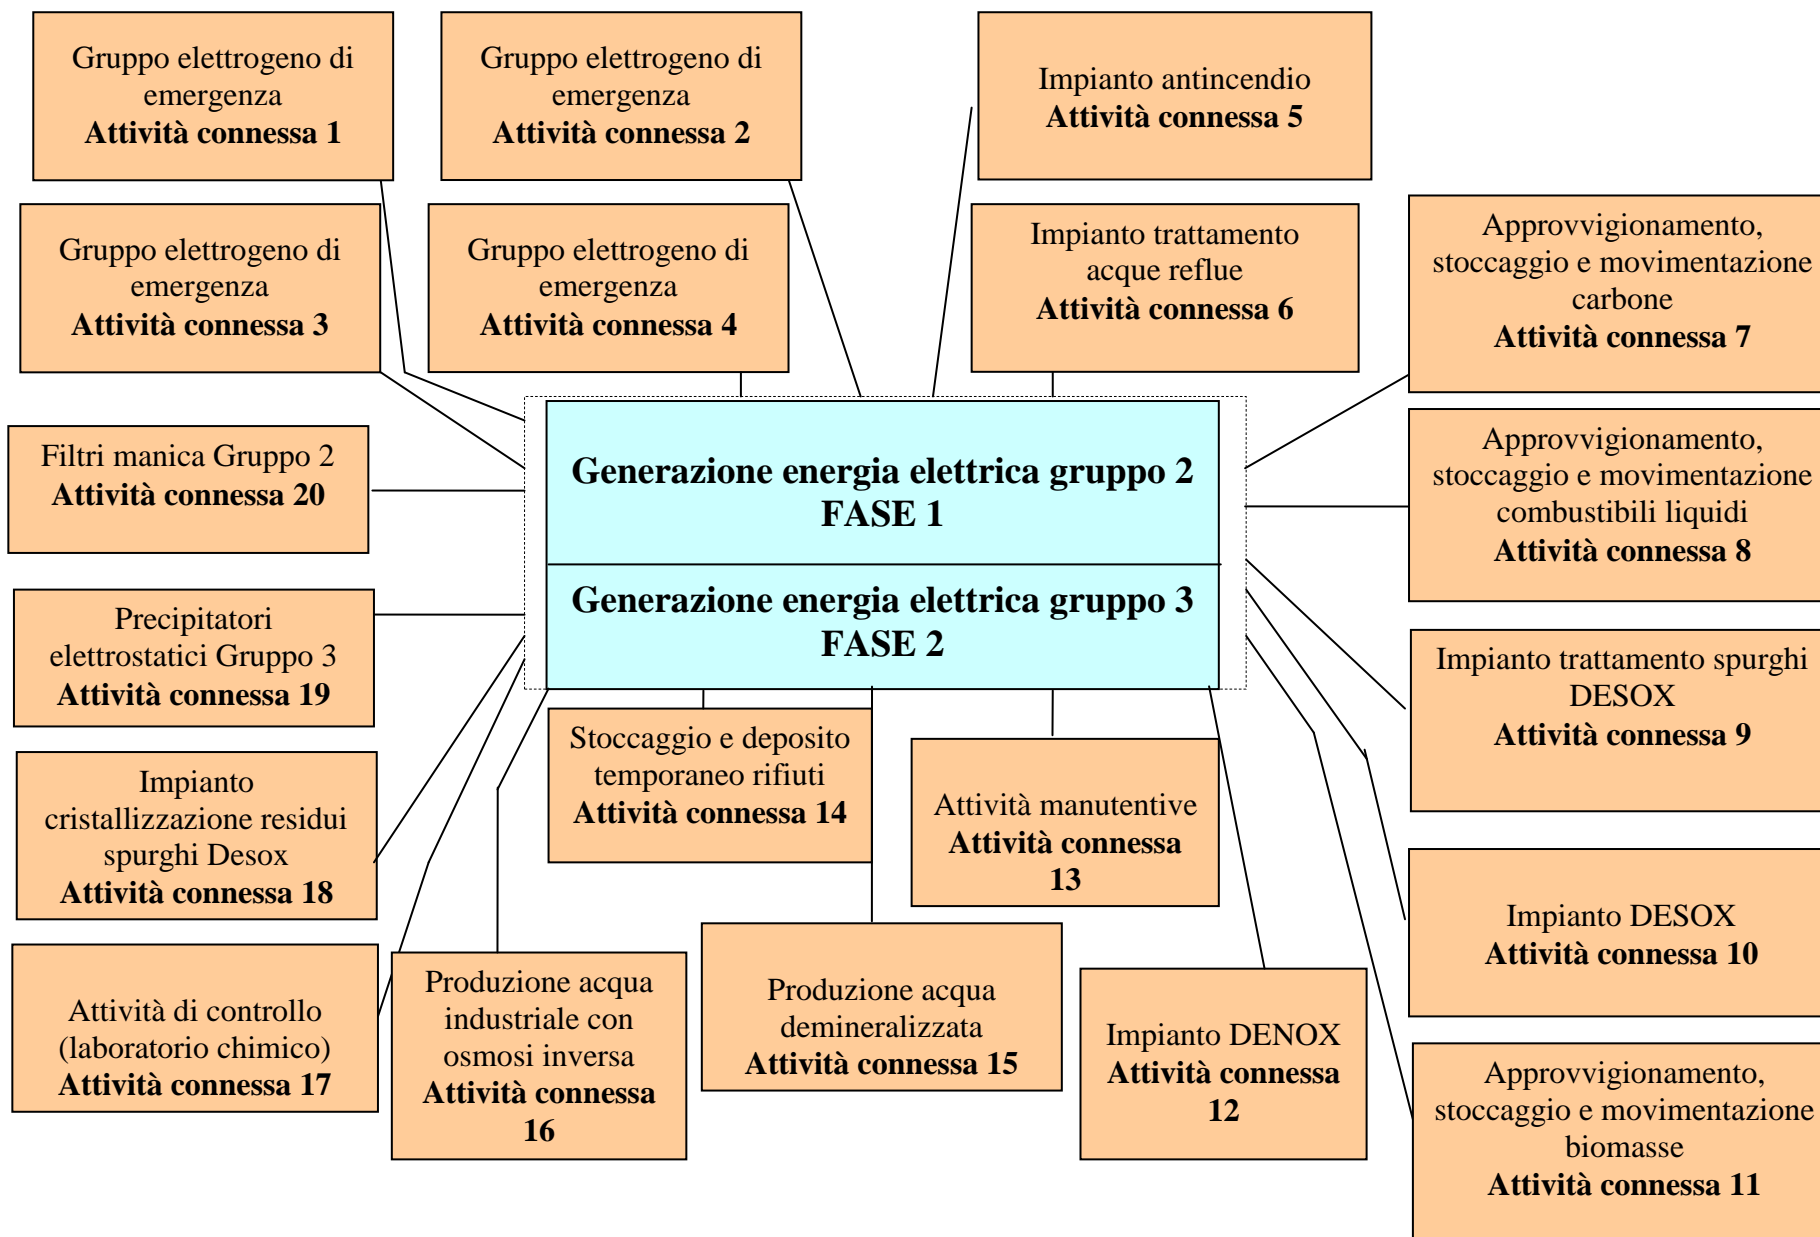 Gruppo elettrogeno di
emergenza
Attività connessa 1
Gruppo elettrogeno di
emergenza
Attività connessa 2
Impianto antincendio
Attività connessa 5
Gruppo elettrogeno di
emergenza
Attività connessa 3
Gruppo elettrogeno di
emergenza
Attività connessa 4
Impianto trattamento
acque reflue
Attività connessa 6
Approvvigionamento,
stoccaggio e movimentazione
carbone
Attività connessa 7
Filtri manica Gruppo 2
Attività connessa 20
Generazione energia elettrica gruppo 2
FASE 1
Generazione energia elettrica gruppo 3
FASE 2
Approvvigionamento,
stoccaggio e movimentazione
combustibili liquidi
Attività connessa 8
Precipitatori
elettrostatici Gruppo 3
Attività connessa 19
Impianto trattamento spurghi
DESOX
Attività connessa 9
Impianto
cristallizzazione residui
spurghi Desox
Attività connessa 18
Stoccaggio e deposito
temporaneo rifiuti
Attività connessa 14
Attività manutentive
Attività connessa
13
Impianto DESOX
Attività connessa 10
Attività di controllo
(laboratorio chimico)
Attività connessa 17
Produzione acqua
industriale con
osmosi inversa
Attività connessa
16
Produzione acqua
demineralizzata
Attività connessa 15
Impianto DENOX
Attività connessa
12
Approvvigionamento,
stoccaggio e movimentazione
biomasse
Attività connessa 11